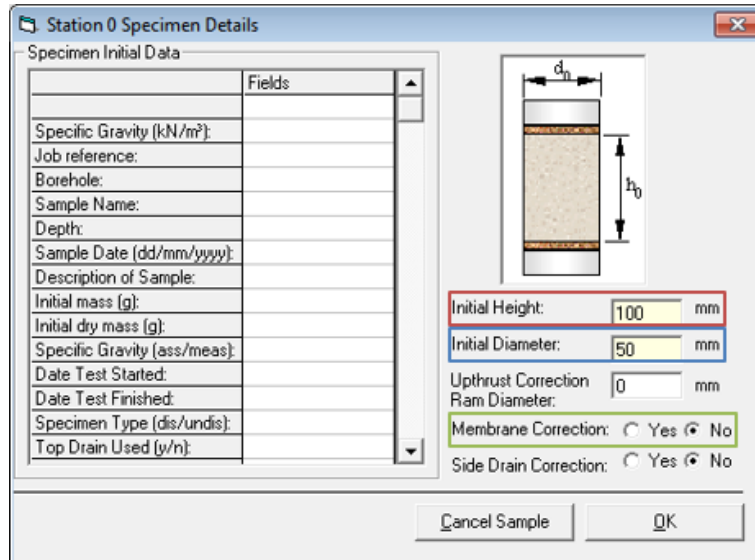 Station 0 Specimen Details
Specimen Initial Data
Fields
Specific Gravity (kN/m³):
Job reference:
Borehole:
Sample Name:
Depth:
Sample Date (dd/mm/yyyy):
Description of Sample:
Initial mass (g):
Initial dry mass (g):
Specific Gravity (ass/meas):
Date Test Started:
Date Test Finished:
Specimen Type (dis/undis):
Top Drain Used (y/n):
d₀
h₀
Initial Height: 100 mm
Initial Diameter: 50 mm
Upthrust Correction
Ram Diameter: 0 mm
Membrane Correction: Yes No
Side Drain Correction: Yes No
Cancel Sample OK